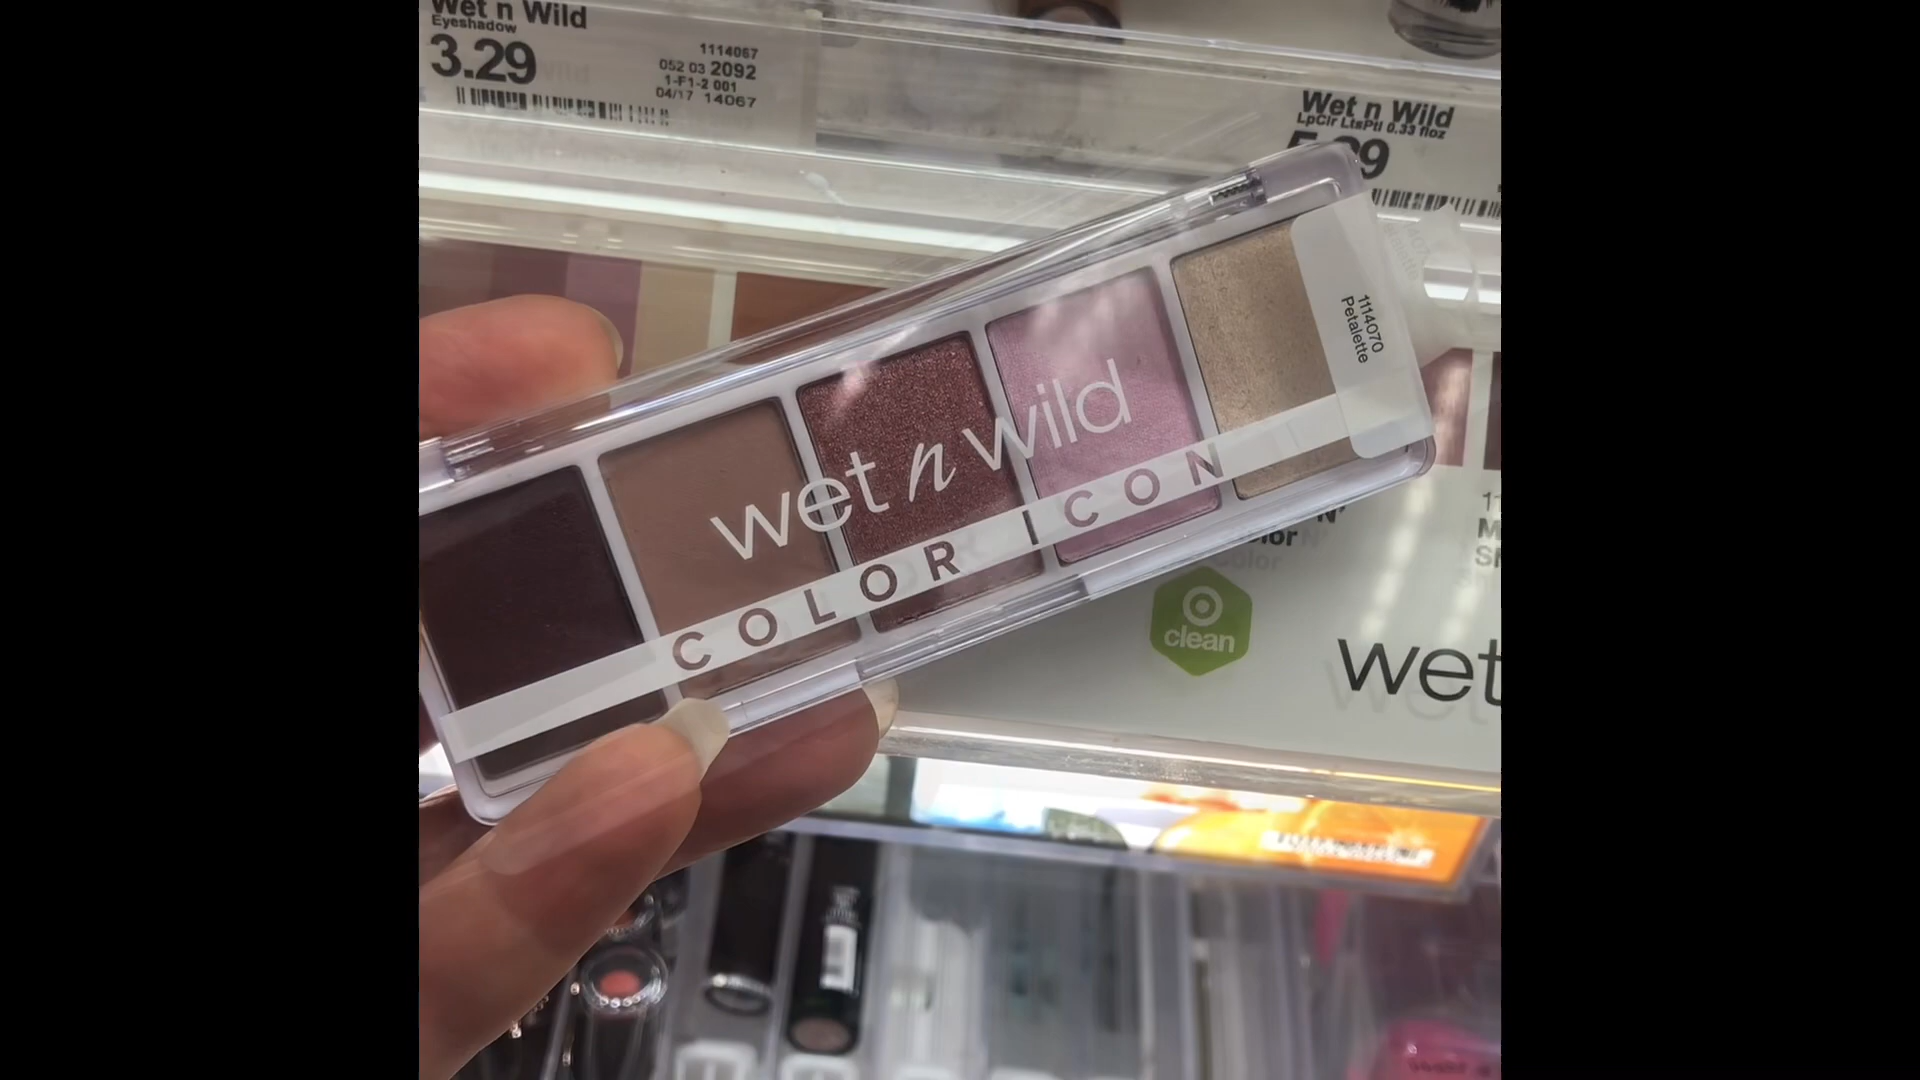 Wet n Wild
Eyeshadow
3.29
1114067
052 03 2092
1-F1-2 001
04/17 14067
Wet n Wild
LpClr LtsPtl 0.33 floz
1114070
Petalette
wet n wild
COLOR ICON
clean
wet